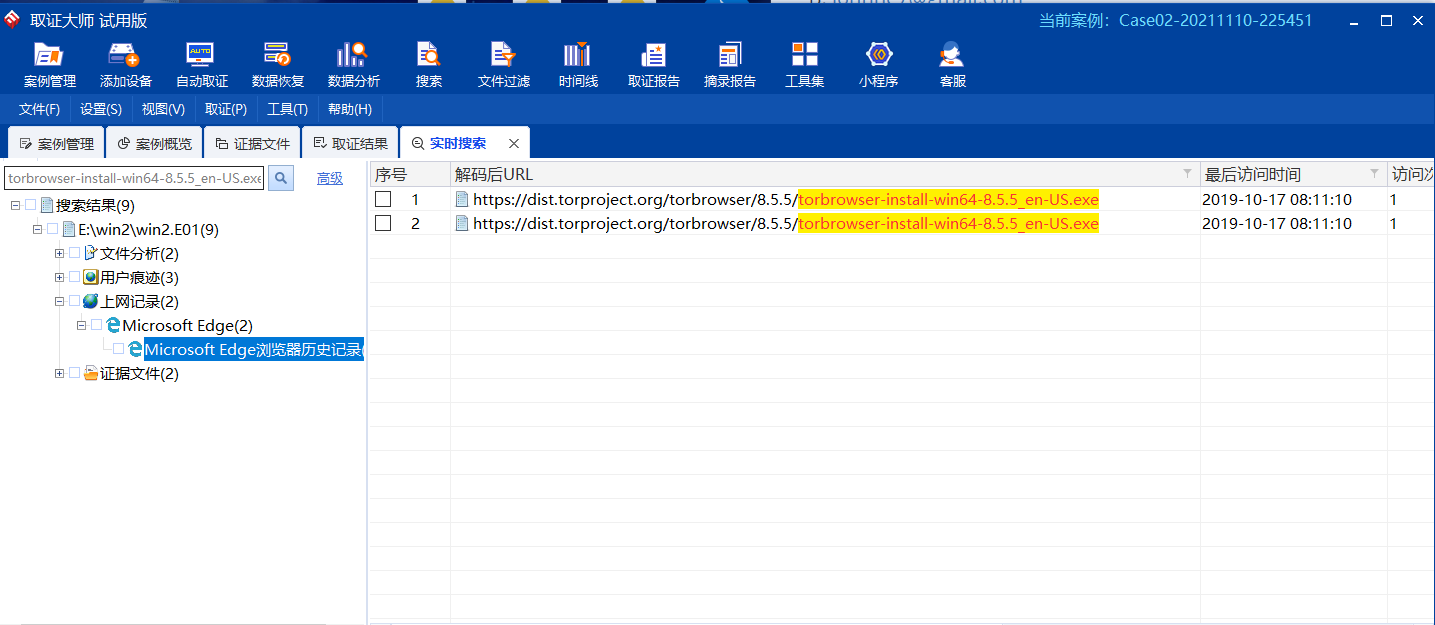 取证大师 试用版
当前案例：Case02-20211110-225451
案例管理 添加设备 自动取证 数据恢复 数据分析 搜索 文件过滤 时间线 取证报告 摘录报告 工具集 小程序 客服
文件(F) 设置(S) 视图(V) 取证(P) 工具(T) 帮助(H)
案例管理 案例概览 证据文件 取证结果 实时搜索
torbrowser-install-win64-8.5.5_en-US.exe 高级
序号 解码后URL 最后访问时间 访问次
1 https://dist.torproject.org/torbrowser/8.5.5/torbrowser-install-win64-8.5.5_en-US.exe 2019-10-17 08:11:10 1
2 https://dist.torproject.org/torbrowser/8.5.5/torbrowser-install-win64-8.5.5_en-US.exe 2019-10-17 08:11:10 1
搜索结果(9)
E:\win2\win2.E01(9)
文件分析(2)
用户痕迹(3)
上网记录(2)
Microsoft Edge(2)
Microsoft Edge浏览器历史记录(
证据文件(2)